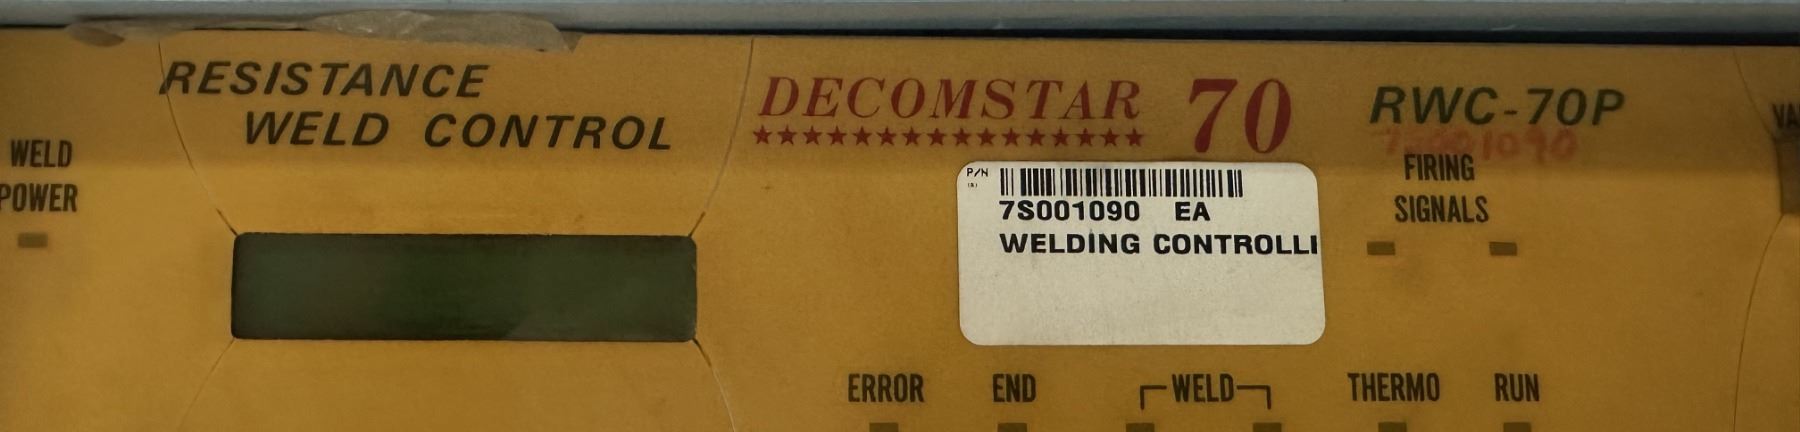 RESISTANCE
WELD CONTROL
DECOMSTAR 70
RWC-70P
7S001090
WELD
POWER
FIRING
SIGNALS
P/N
7S001090 EA
WELDING CONTROLLI
ERROR
END
WELD
THERMO
RUN